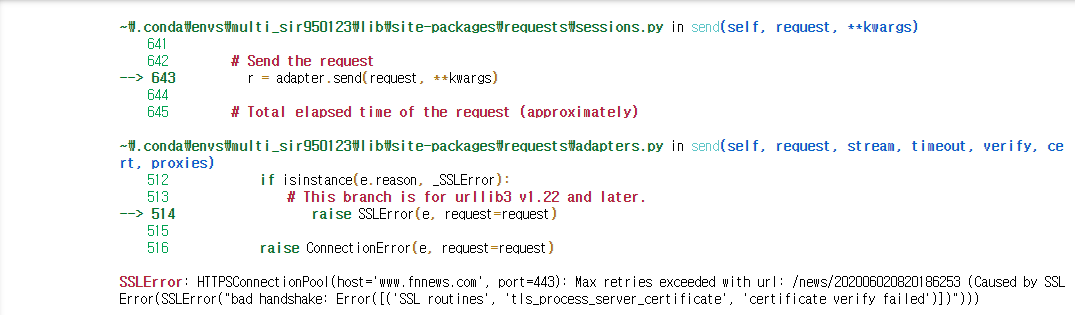 ~₩.conda₩envs₩multi_sir950123₩lib₩site-packages₩requests₩sessions.py in send(self, request, **kwargs)
641
642 # Send the request
--> 643 r = adapter.send(request, **kwargs)
644
645 # Total elapsed time of the request (approximately)
~₩.conda₩envs₩multi_sir950123₩lib₩site-packages₩requests₩adapters.py in send(self, request, stream, timeout, verify, ce
rt, proxies)
512 if isinstance(e.reason, _SSLError):
513 # This branch is for urllib3 v1.22 and later.
--> 514 raise SSLError(e, request=request)
515
516 raise ConnectionError(e, request=request)
SSLError: HTTPSConnectionPool(host='www.fnnews.com', port=443): Max retries exceeded with url: /news/202006020820186253 (Caused by SSL
Error(SSLError("bad handshake: Error([('SSL routines', 'tls_process_server_certificate', 'certificate verify failed')])")))